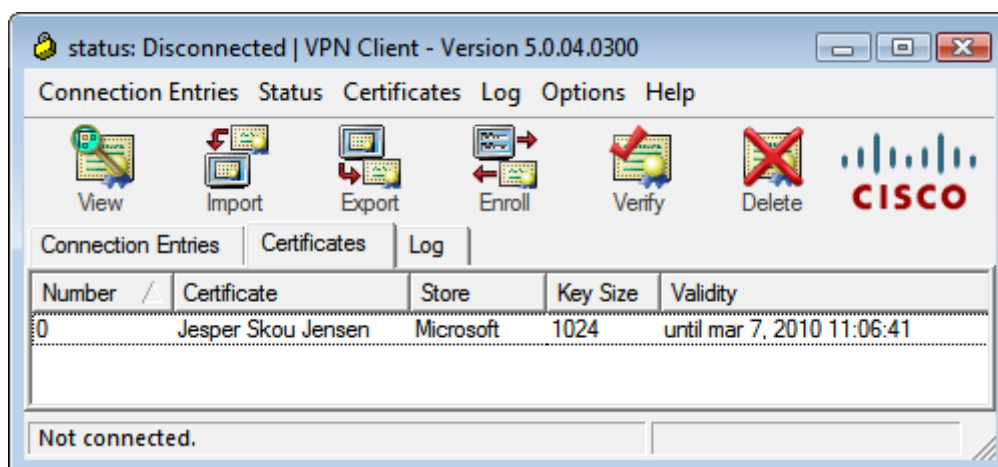 status: Disconnected | VPN Client - Version 5.0.04.0300
Connection Entries Status Certificates Log Options Help
View Import Export Enroll Verify Delete CISCO
Connection Entries Certificates Log
Number Certificate Store Key Size Validity
0 Jesper Skou Jensen Microsoft 1024 until mar 7, 2010 11:06:41
Not connected.